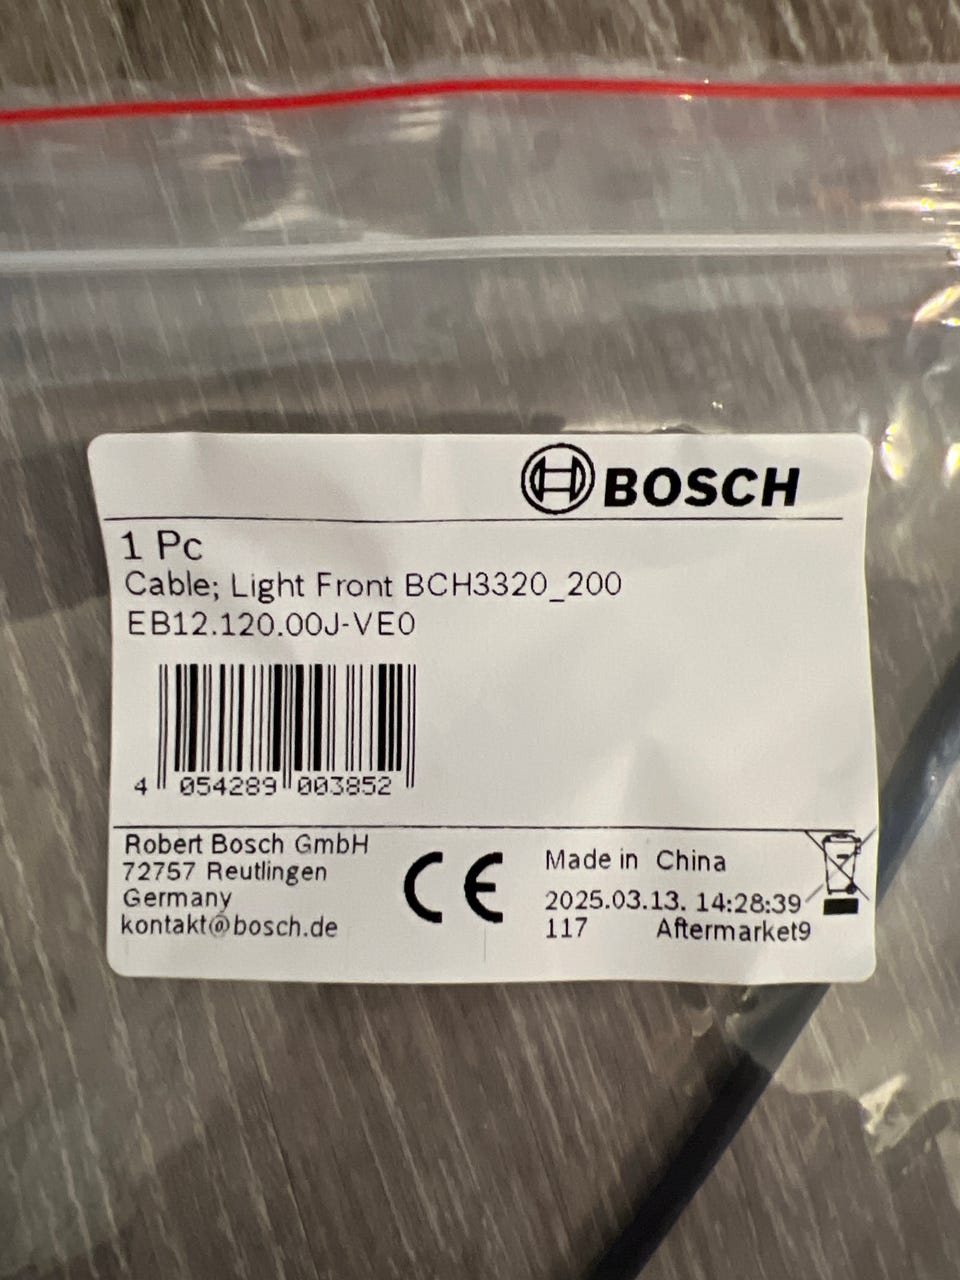 BOSCH
1 Pc
Cable; Light Front BCH3320_200
EB12.120.00J-VE0
4 054289 003852
Robert Bosch GmbH
72757 Reutlingen
Germany
kontakt@bosch.de
CE
Made in China
2025.03.13. 14:28:39
117 Aftermarket9